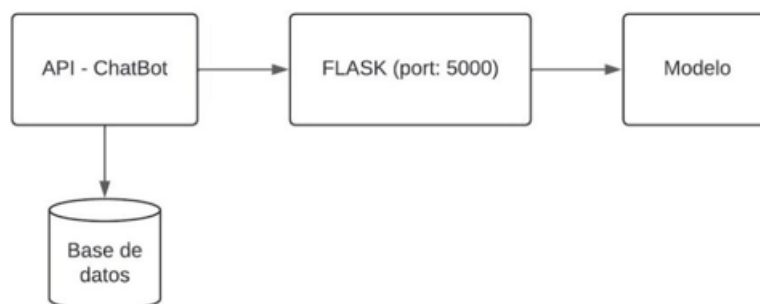 API - ChatBot
FLASK (port: 5000)
Modelo
Base de
datos